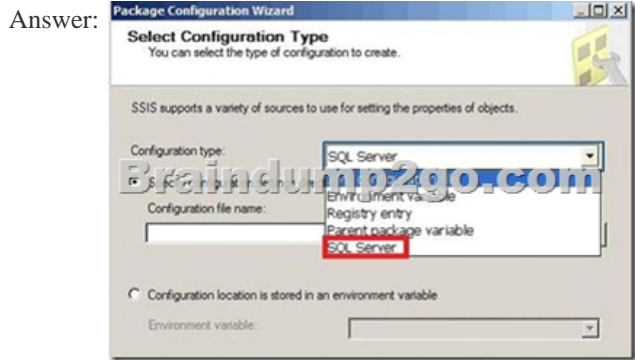 Answer:
Package Configuration Wizard
Select Configuration Type
You can select the type of configuration to create.
SSIS supports a variety of sources to use for setting the properties of objects.
Configuration type:
SQL Server
Braindump2go.com
Environment variable
Registry entry
Parent package variable
SQL Server
Configuration file name:
Configuration location is stored in an environment variable
Environment variable: